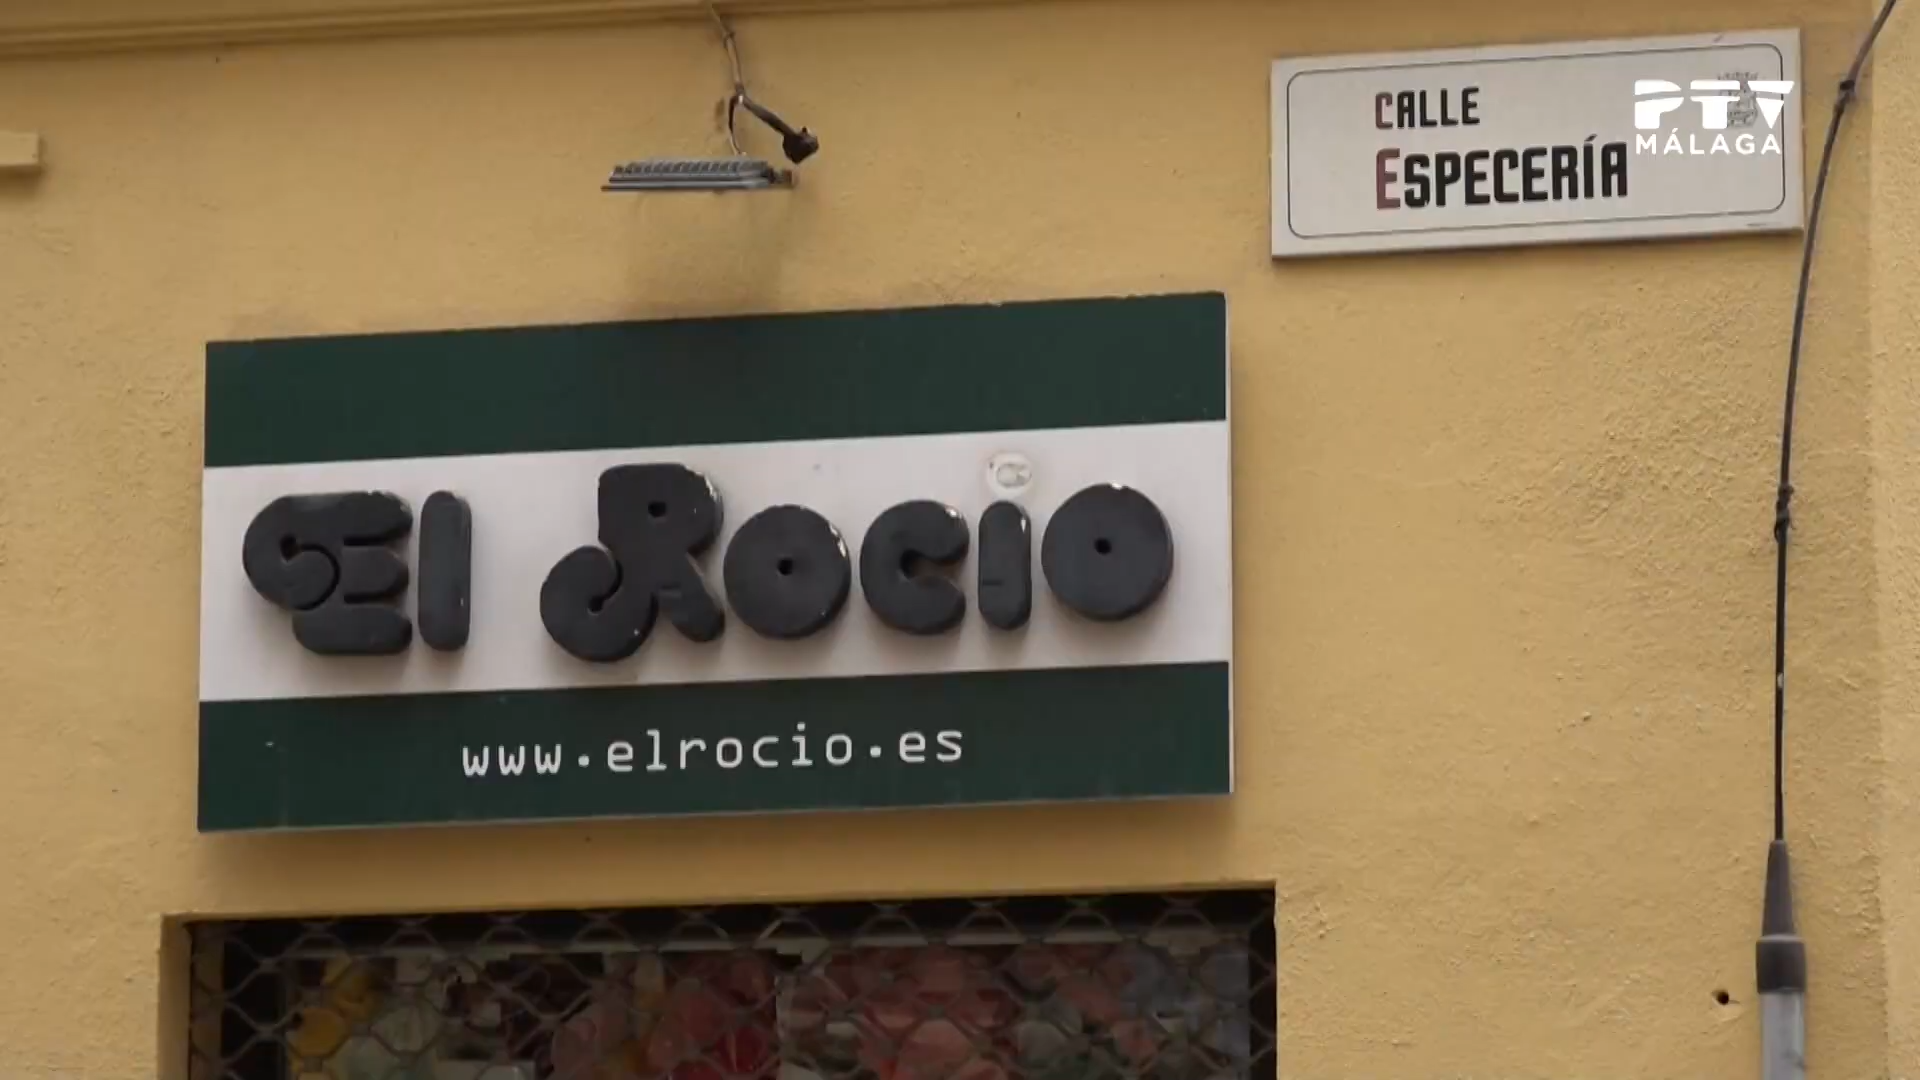 CALLE
ESPECERÍA
PTV
MÁLAGA
El Rocio
www.elrocio.es